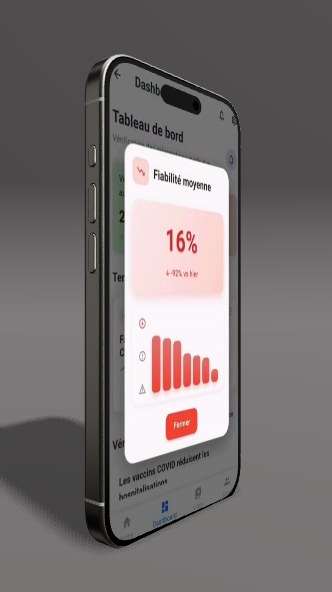 Dashb
Tableau de bord
Fiabilité moyenne
16%
↓ -92% vs hier
Fermer
Les vaccins COVID réduisent les
hospitalisations
Dashboard